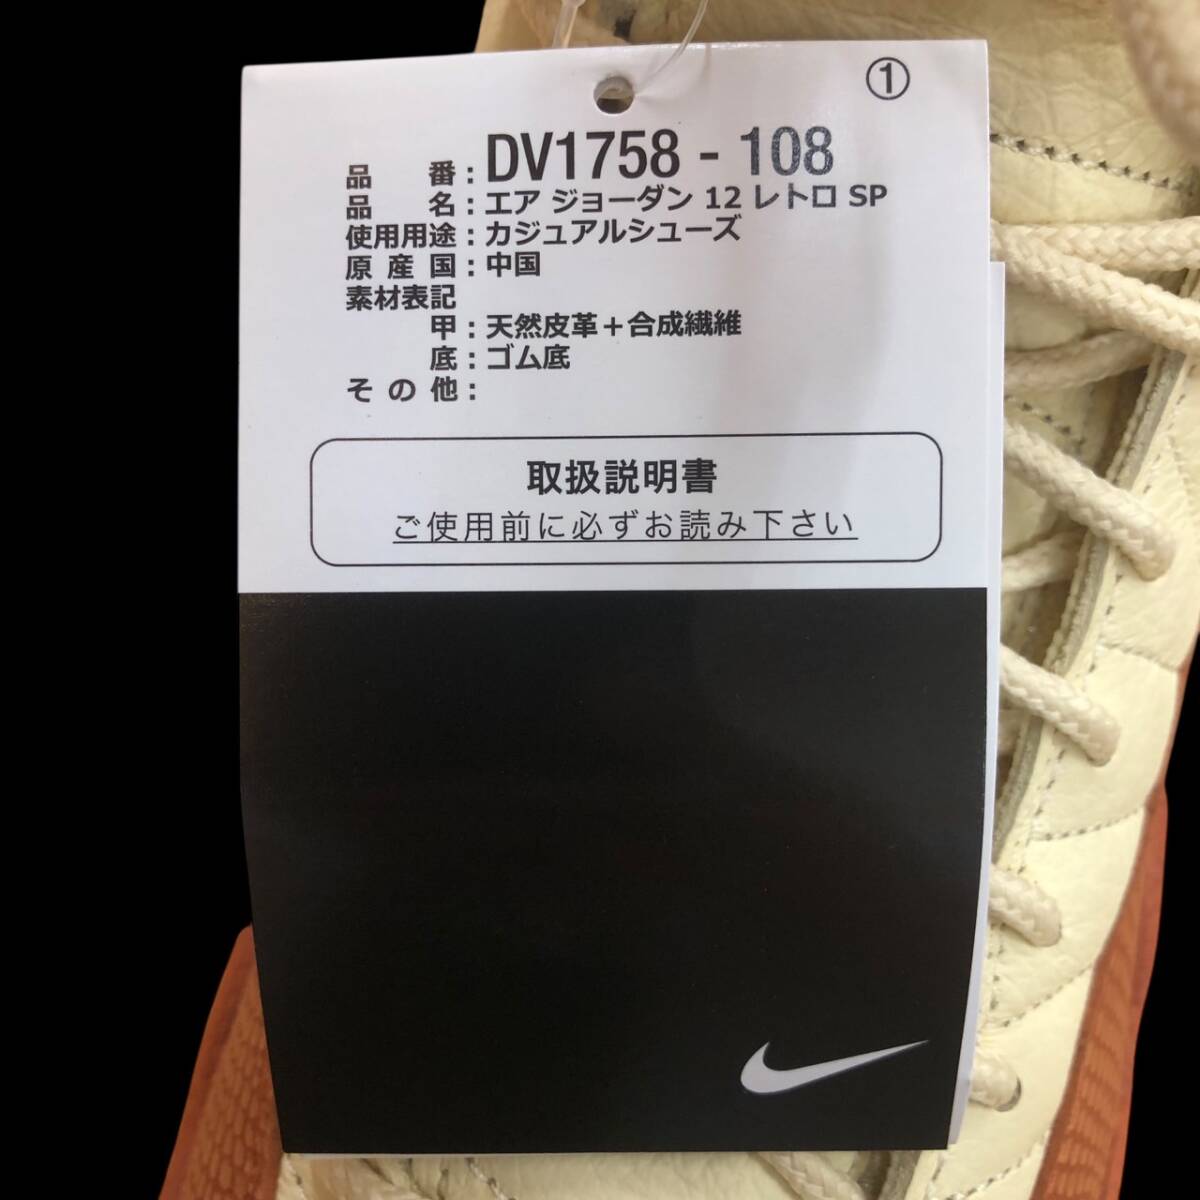 ①
品番：DV1758 - 108
品名：エア ジョーダン 12 レトロ SP
使用用途：カジュアルシューズ
原産国：中国
素材表記
甲：天然皮革＋合成繊維
底：ゴム底
その他：
取扱説明書
ご使用前に必ずお読み下さい